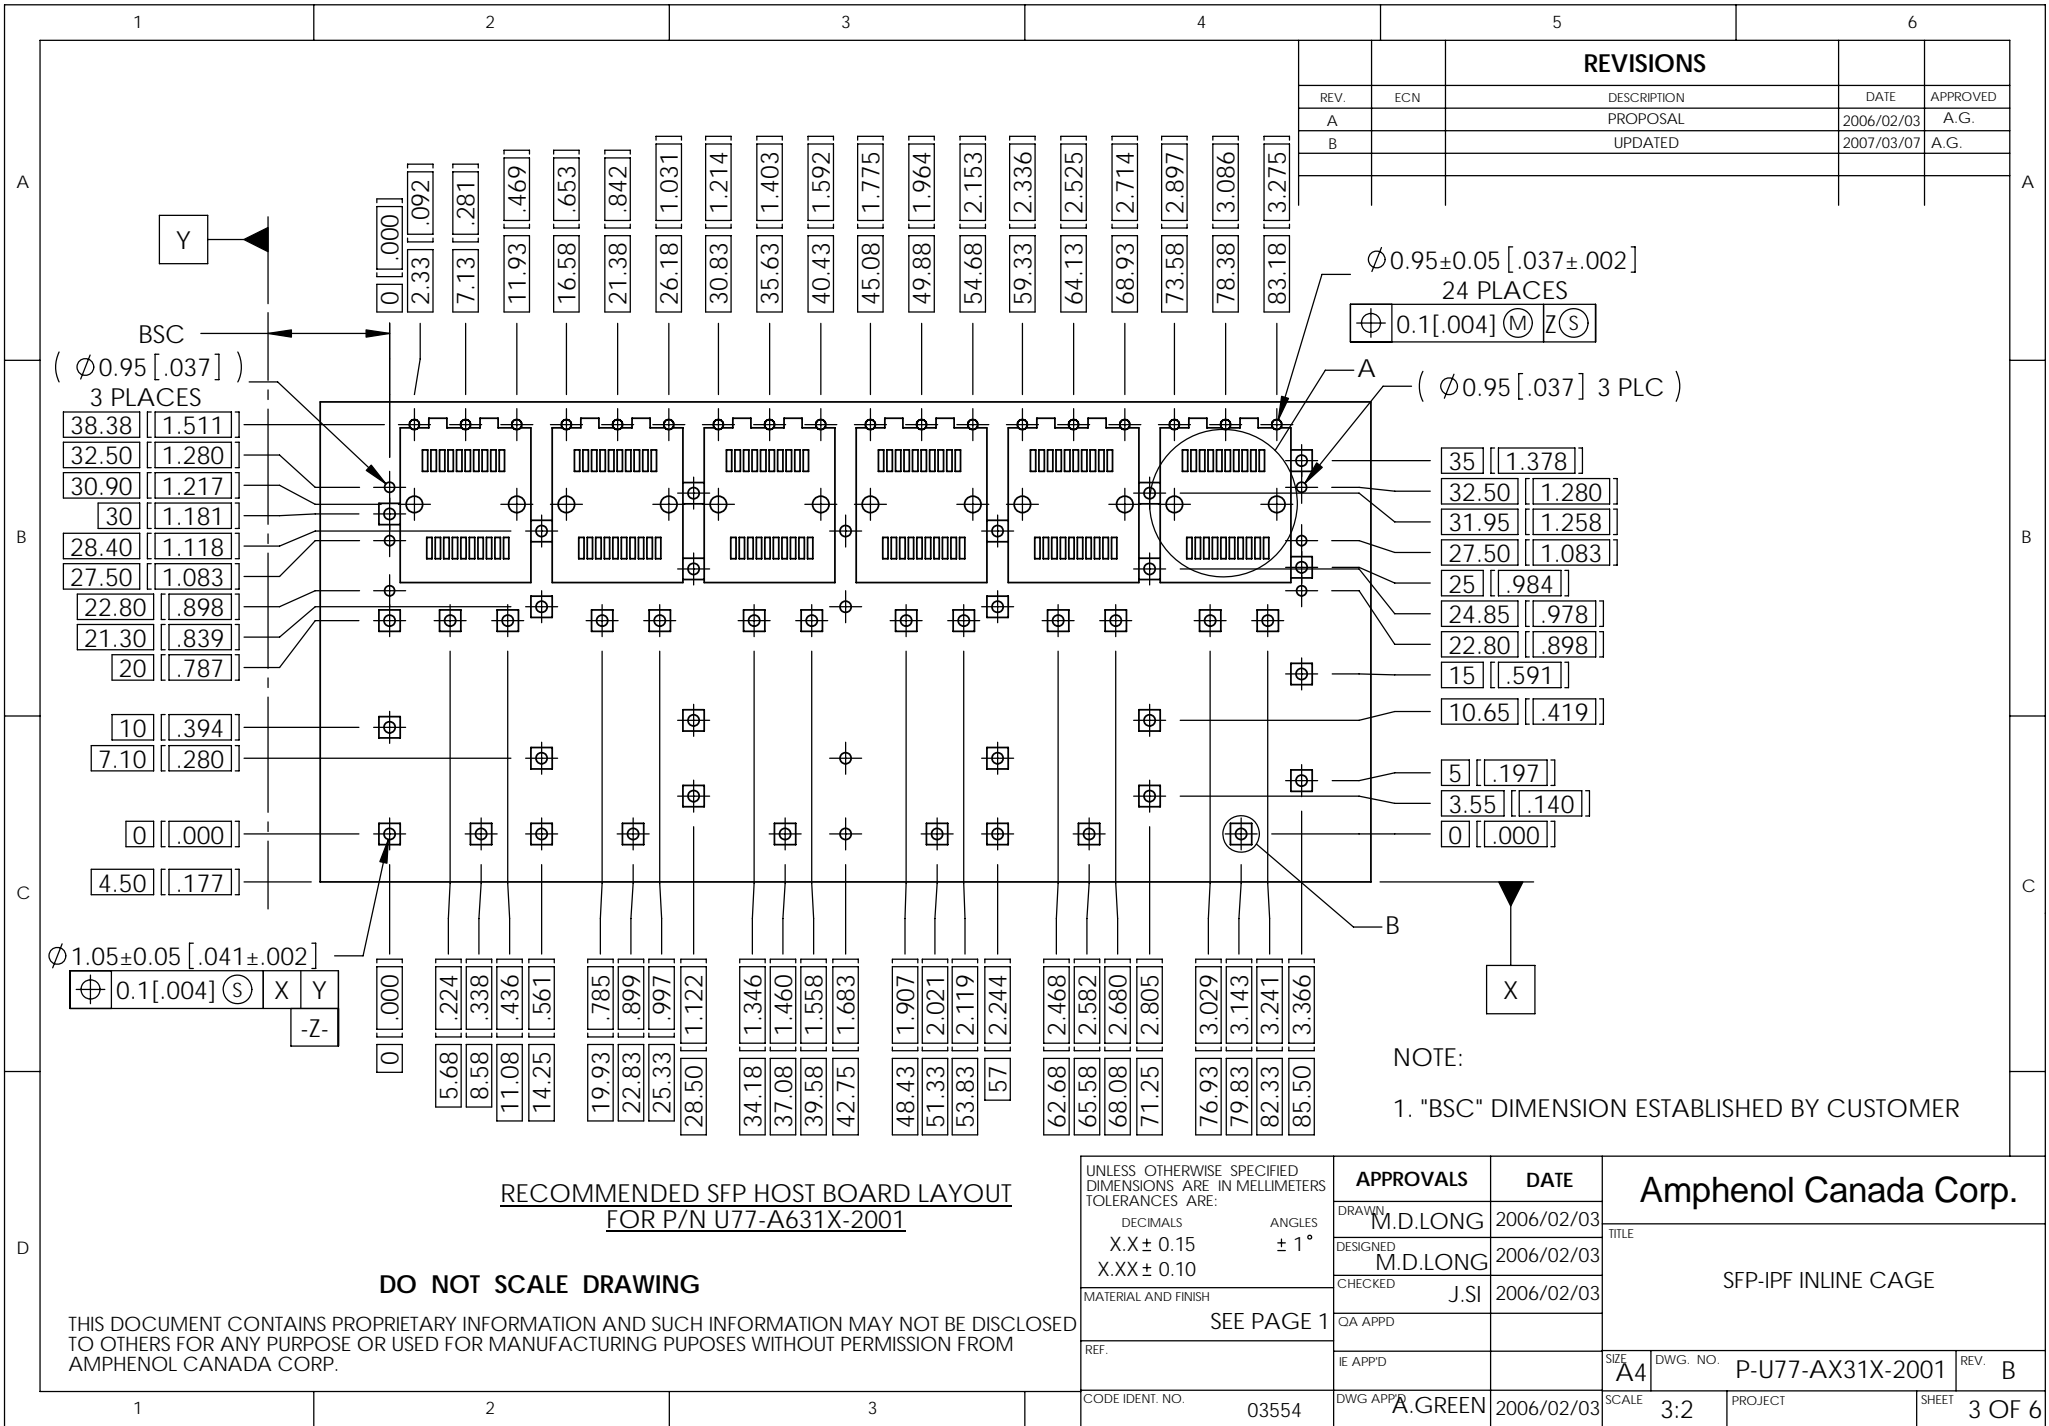 1 2 3 4 5 6
REVISIONS
REV. ECN DESCRIPTION DATE APPROVED
A PROPOSAL 2006/02/03 A.G.
B UPDATED 2007/03/07 A.G.
A A
Y
0 [.000]
2.33 [.092]
7.13 [.281]
11.93 [.469]
16.58 [.653]
21.38 [.842]
26.18 [1.031]
30.83 [1.214]
35.63 [1.403]
40.43 [1.592]
45.08 [1.775]
49.88 [1.964]
54.68 [2.153]
59.33 [2.336]
64.13 [2.525]
68.93 [2.714]
73.58 [2.897]
78.38 [3.086]
83.18 [3.275]
Ø0.95±0.05 [.037±.002]
24 PLACES
⌖ 0.1[.004] Ⓜ Z Ⓢ
BSC
( Ø0.95 [.037] )
3 PLACES
A
( Ø0.95 [.037] 3 PLC )
38.38 [1.511]
32.50 [1.280]
30.90 [1.217]
30 [1.181]
28.40 [1.118]
27.50 [1.083]
22.80 [.898]
21.30 [.839]
20 [.787]
10 [.394]
7.10 [.280]
0 [.000]
4.50 [.177]
35 [1.378]
32.50 [1.280]
31.95 [1.258]
27.50 [1.083]
25 [.984]
24.85 [.978]
22.80 [.898]
15 [.591]
10.65 [.419]
5 [.197]
3.55 [.140]
0 [.000]
B B
C C
B
Ø1.05±0.05 [.041±.002]
⌖ 0.1[.004] Ⓢ X Y
-Z-
X
0 [.000]
5.68 [.224]
8.58 [.338]
11.08 [.436]
14.25 [.561]
19.93 [.785]
22.83 [.899]
25.33 [.997]
28.50 [1.122]
34.18 [1.346]
37.08 [1.460]
39.58 [1.558]
42.75 [1.683]
48.43 [1.907]
51.33 [2.021]
53.83 [2.119]
57 [2.244]
62.68 [2.468]
65.58 [2.582]
68.08 [2.680]
71.25 [2.805]
76.93 [3.029]
79.83 [3.143]
82.33 [3.241]
85.50 [3.366]
NOTE:
1. "BSC" DIMENSION ESTABLISHED BY CUSTOMER
RECOMMENDED SFP HOST BOARD LAYOUT
FOR P/N U77-A631X-2001
D
DO NOT SCALE DRAWING
THIS DOCUMENT CONTAINS PROPRIETARY INFORMATION AND SUCH INFORMATION MAY NOT BE DISCLOSED
TO OTHERS FOR ANY PURPOSE OR USED FOR MANUFACTURING PUPOSES WITHOUT PERMISSION FROM
AMPHENOL CANADA CORP.
UNLESS OTHERWISE SPECIFIED
DIMENSIONS ARE IN MELLIMETERS
TOLERANCES ARE:
DECIMALS ANGLES
X.X ± 0.15 ± 1°
X.XX ± 0.10
MATERIAL AND FINISH
SEE PAGE 1
REF.
CODE IDENT. NO. 03554
APPROVALS DATE
DRAWN M.D.LONG 2006/02/03
DESIGNED M.D.LONG 2006/02/03
CHECKED J.SI 2006/02/03
QA APPD
IE APP'D
DWG APP'D A.GREEN 2006/02/03
Amphenol Canada Corp.
TITLE
SFP-IPF INLINE CAGE
SIZE A4 DWG. NO. P-U77-AX31X-2001 REV. B
SCALE 3:2 PROJECT SHEET 3 OF 6
1 2 3